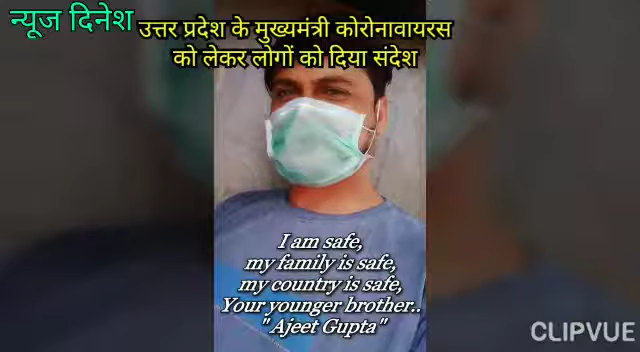 न्यूज दिनेश
उत्तर प्रदेश के मुख्यमंत्री कोरोनावायरस
को लेकर लोगों को दिया संदेश
I am safe,
my family is safe,
my country is safe,
Your younger brother..
"Ajeet Gupta"
CLIPVUE